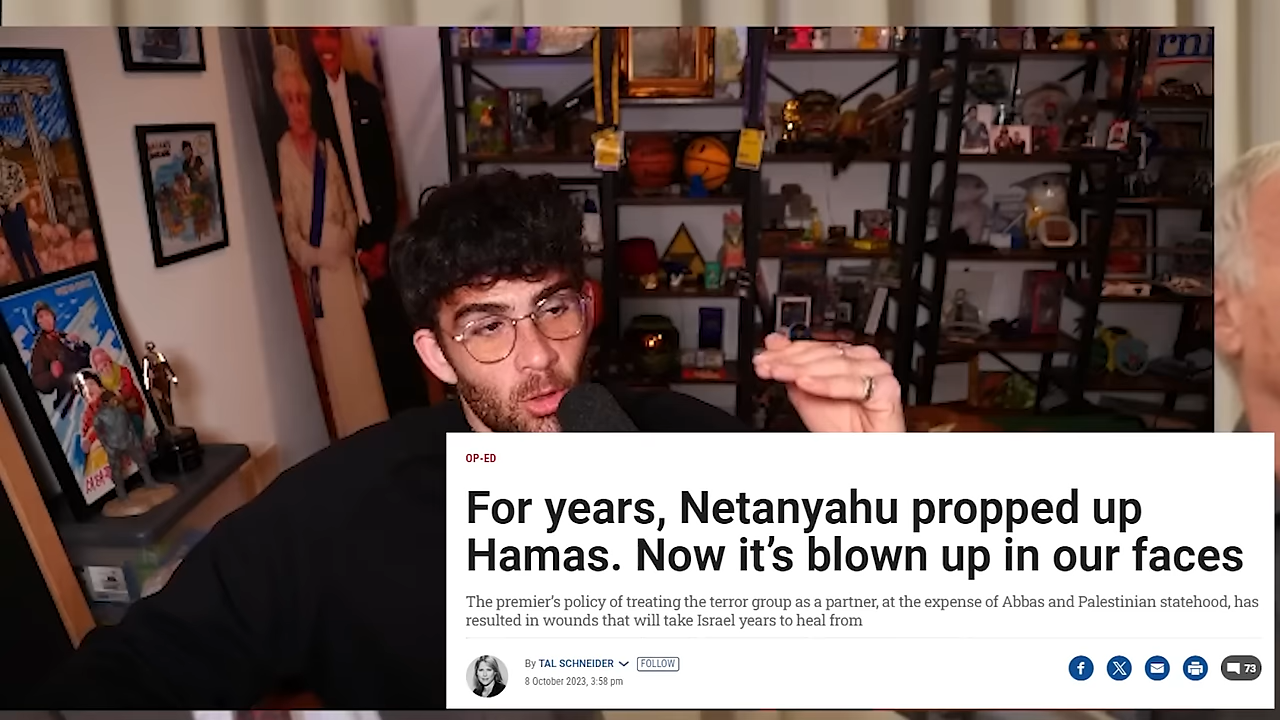 OP-ED
For years, Netanyahu propped up
Hamas. Now it's blown up in our faces
The premier's policy of treating the terror group as a partner, at the expense of Abbas and Palestinian statehood, has
resulted in wounds that will take Israel years to heal from
By TAL SCHNEIDER FOLLOW
8 October 2023, 3:58 pm
73